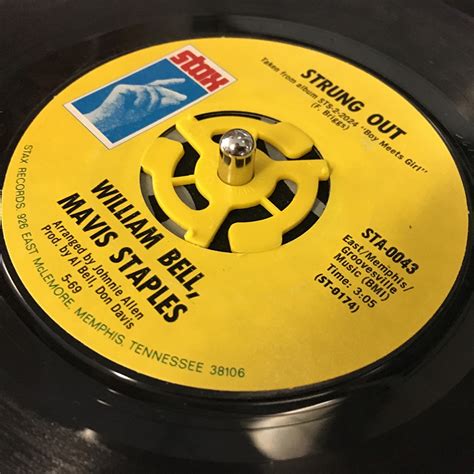 stax
STRUNG OUT
Taken from album STS-2-2024 "Boy Meets Girl"
(F. Briggs)
STA-0043
East/Memphis/
Groovesville
Music (BMI)
Time: 3:05
(ST-0174)
WILLIAM BELL,
MAVIS STAPLES
Arranged by Johnnie Allen
Prod. by Al Bell, Don Davis
5-69
STAX RECORDS, 926 EAST McLEMORE, MEMPHIS, TENNESSEE 38106